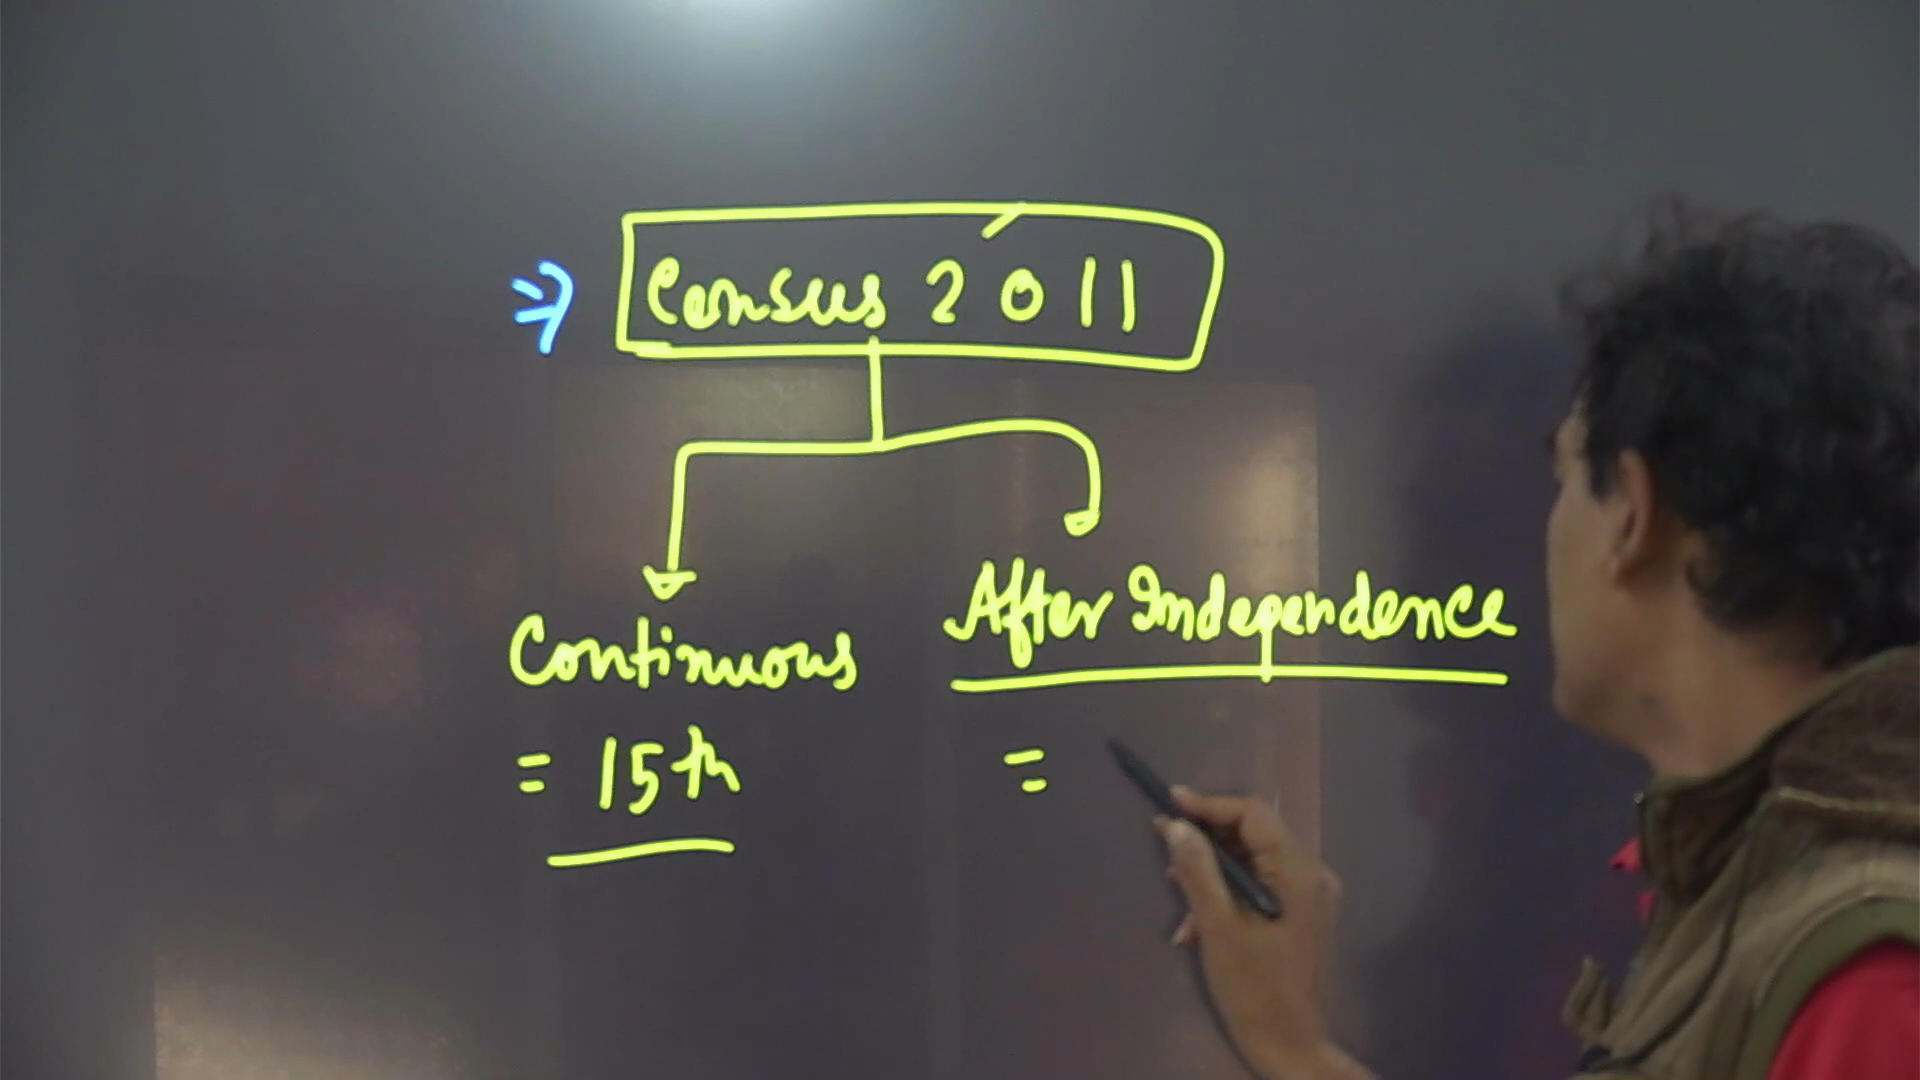 Census 2011
Continuous
After Independence
= 15th
=